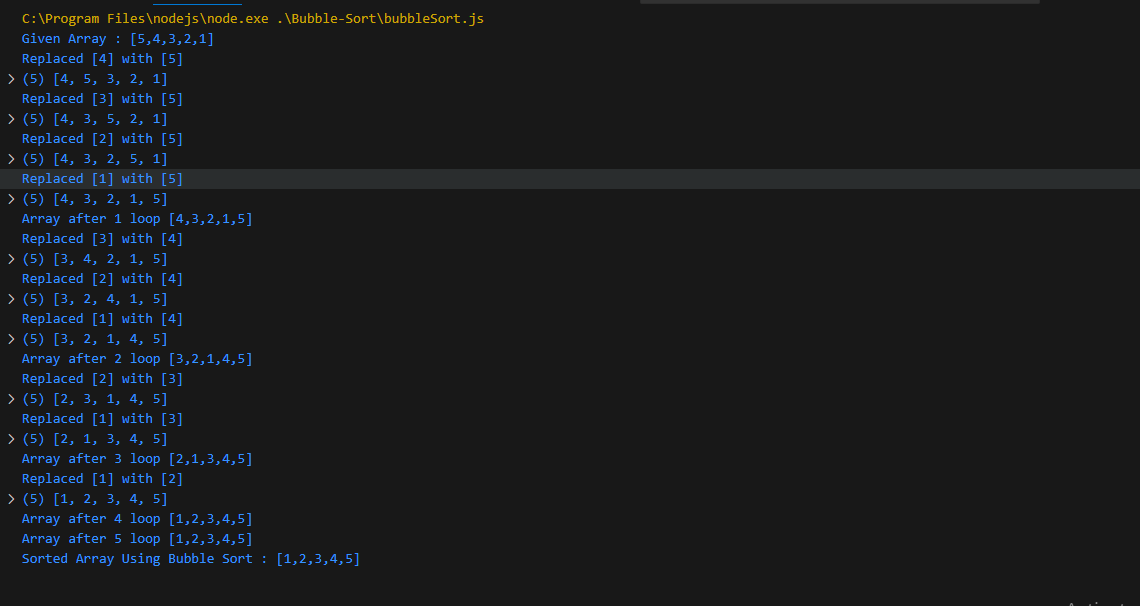 C:\Program Files\nodejs\node.exe .\Bubble-Sort\bubbleSort.js
Given Array : [5,4,3,2,1]
Replaced [4] with [5]
(5) [4, 5, 3, 2, 1]
Replaced [3] with [5]
(5) [4, 3, 5, 2, 1]
Replaced [2] with [5]
(5) [4, 3, 2, 5, 1]
Replaced [1] with [5]
(5) [4, 3, 2, 1, 5]
Array after 1 loop [4,3,2,1,5]
Replaced [3] with [4]
(5) [3, 4, 2, 1, 5]
Replaced [2] with [4]
(5) [3, 2, 4, 1, 5]
Replaced [1] with [4]
(5) [3, 2, 1, 4, 5]
Array after 2 loop [3,2,1,4,5]
Replaced [2] with [3]
(5) [2, 3, 1, 4, 5]
Replaced [1] with [3]
(5) [2, 1, 3, 4, 5]
Array after 3 loop [2,1,3,4,5]
Replaced [1] with [2]
(5) [1, 2, 3, 4, 5]
Array after 4 loop [1,2,3,4,5]
Array after 5 loop [1,2,3,4,5]
Sorted Array Using Bubble Sort : [1,2,3,4,5]